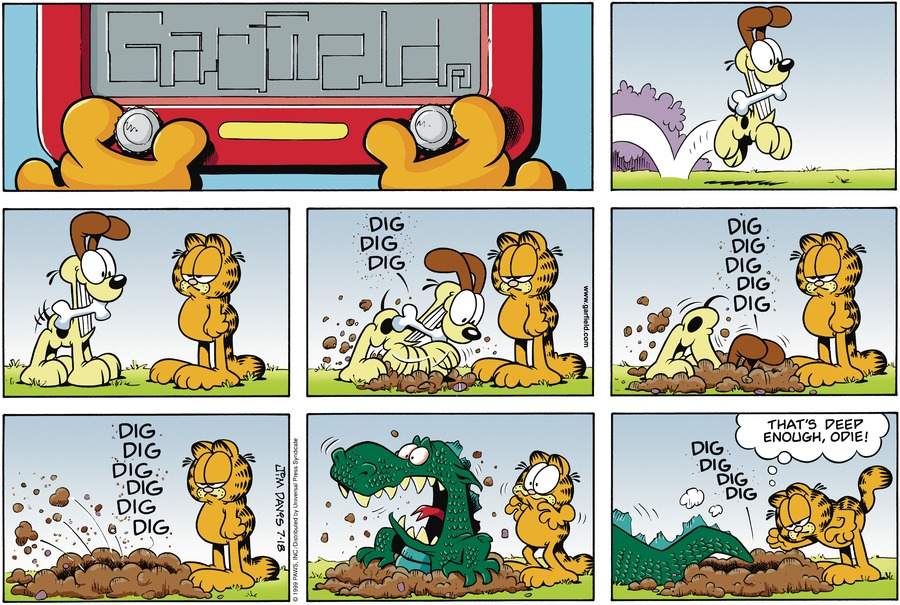 Garfield
DIG
DIG
DIG
www.garfield.com
DIG
DIG
DIG
DIG
DIG
DIG
DIG
DIG
DIG
DIG
DIG
JIM DAVIS 7-18
© 1999 PAWS, INC./Distributed by Universal Press Syndicate
THAT'S DEEP
ENOUGH, ODIE!
DIG
DIG
DIG
DIG